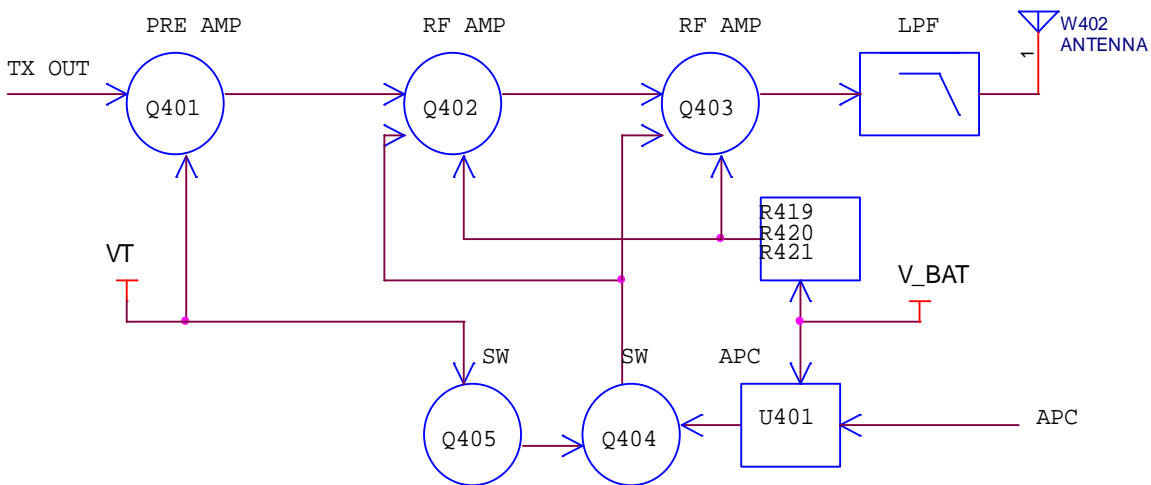 PRE AMP
RF AMP
RF AMP
LPF
W402
ANTENNA
1
TX OUT
Q401
Q402
Q403
R419
R420
R421
VT
V_BAT
SW
SW
APC
Q405
Q404
U401
APC